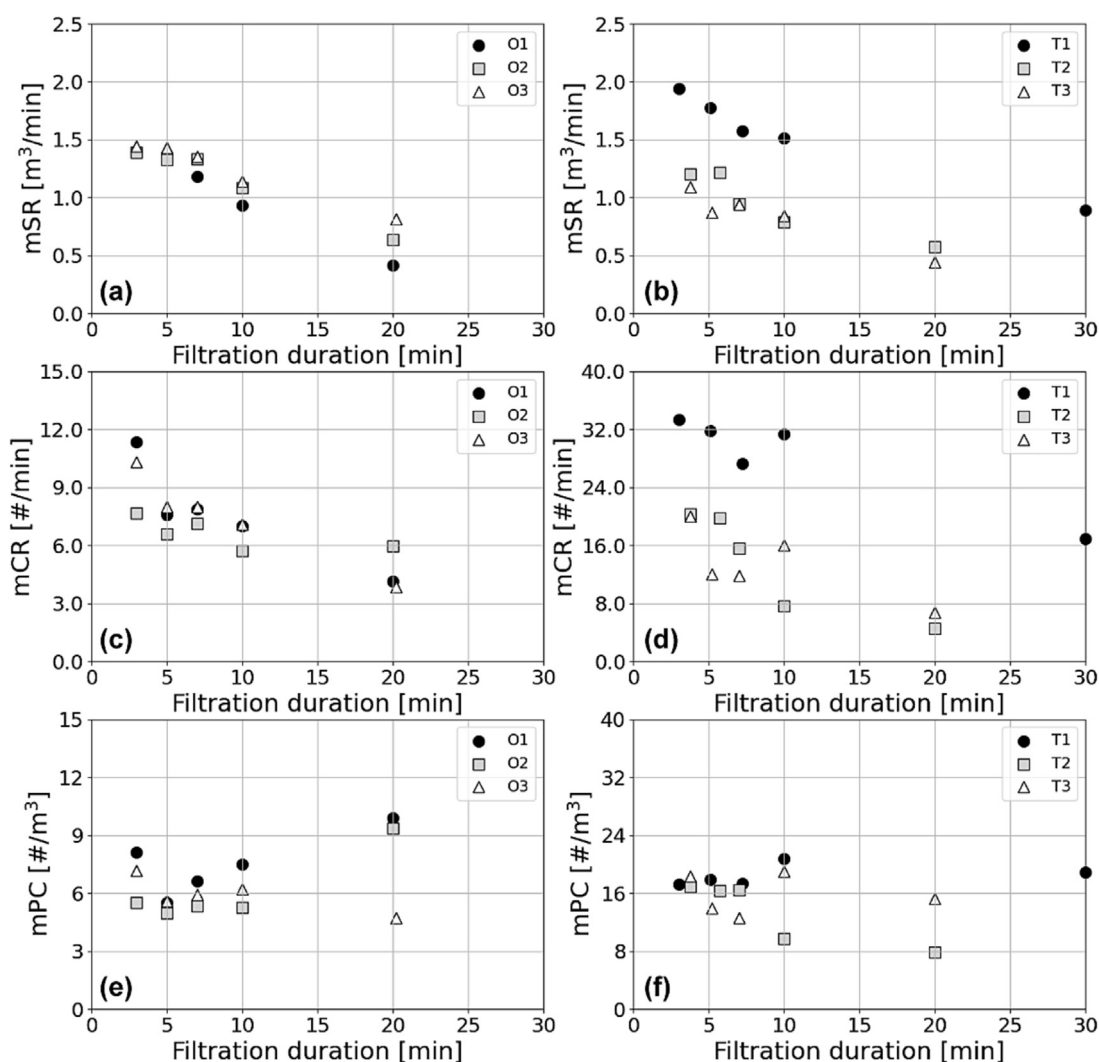 2.5
2.0
1.5
1.0
0.5
0.0
mSR [m³/min]
O1
O2
O3
(a)
0 5 10 15 20 25 30
Filtration duration [min]
2.5
2.0
1.5
1.0
0.5
0.0
mSR [m³/min]
T1
T2
T3
(b)
0 5 10 15 20 25 30
Filtration duration [min]
15.0
12.0
9.0
6.0
3.0
0.0
mCR [#/min]
O1
O2
O3
(c)
0 5 10 15 20 25 30
Filtration duration [min]
40.0
32.0
24.0
16.0
8.0
0.0
mCR [#/min]
T1
T2
T3
(d)
0 5 10 15 20 25 30
Filtration duration [min]
15
12
9
6
3
0
mPC [#/m³]
O1
O2
O3
(e)
0 5 10 15 20 25 30
Filtration duration [min]
40
32
24
16
8
0
mPC [#/m³]
T1
T2
T3
(f)
0 5 10 15 20 25 30
Filtration duration [min]